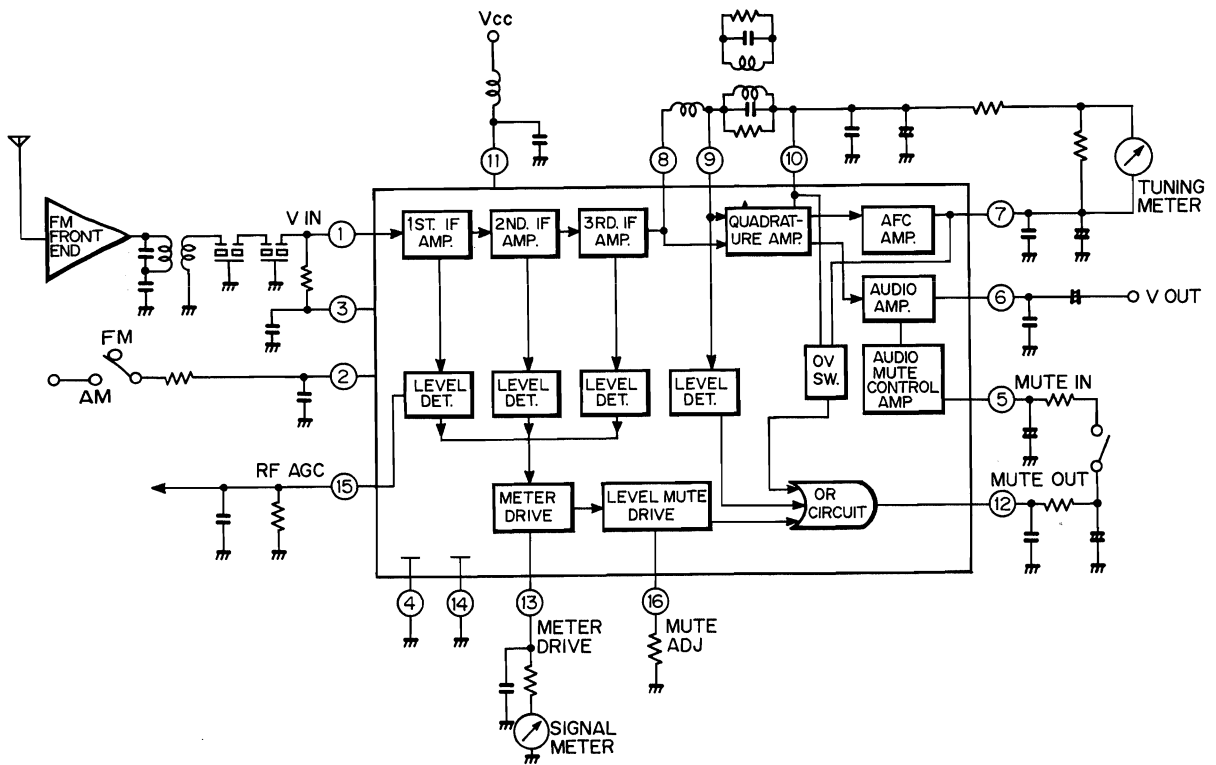 Vcc
11
8
9
10
FM
FRONT
END
V IN
1
1ST. IF
AMP.
2ND. IF
AMP.
3RD. IF
AMP.
QUADRAT-
URE AMP.
AFC
AMP.
7
TUNING
METER
AUDIO
AMP.
6
V OUT
3
FM
AM
2
LEVEL
DET.
LEVEL
DET.
LEVEL
DET.
LEVEL
DET.
OV
SW.
AUDIO
MUTE
CONTROL
AMP
MUTE IN
5
RF AGC
15
METER
DRIVE
LEVEL MUTE
DRIVE
OR
CIRCUIT
MUTE OUT
12
4
14
13
16
METER
DRIVE
MUTE
ADJ
SIGNAL
METER